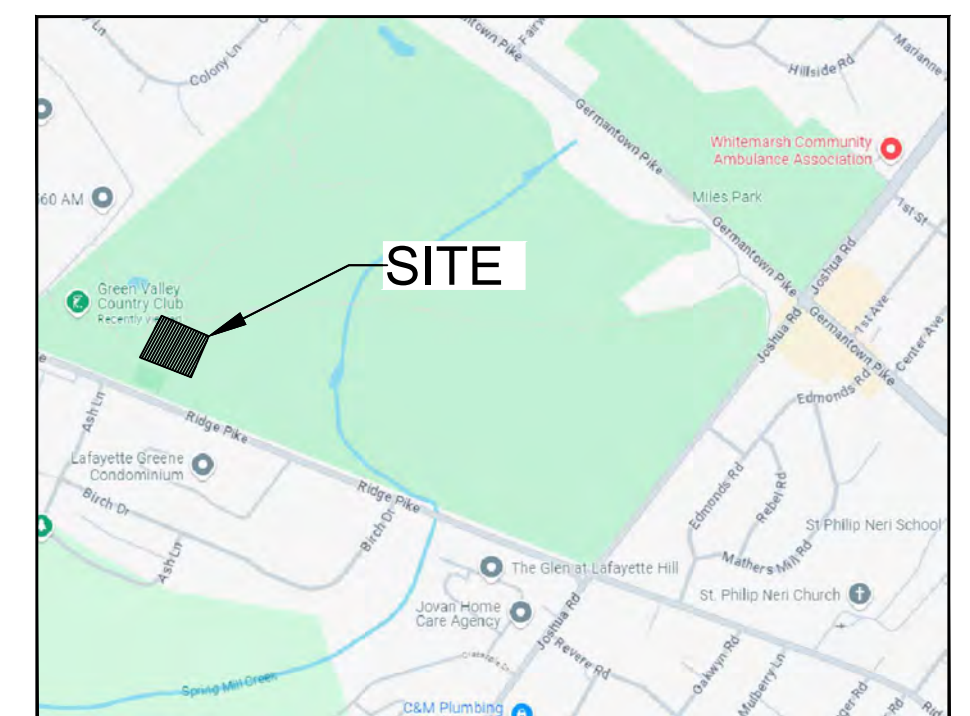 Colony Ln
Germantown Pike
Hillside Rd
Marianne
Whitemarsh Community
Ambulance Association
Miles Park
560 AM
1st St
Germantown Pike
Joshua Rd
SITE
Green Valley
Country Club
Germantown Pike
1st Ave
Center Ave
Joshua Rd
Edmonds Rd
Ash Ln
Ridge Pike
Lafayette Greene
Condominium
Birch Dr
Ridge Pike
Birch Dr
Edmonds Rd
Rebel Rd
St Philip Neri School
Ash Ln
Mathers Mill Rd
The Glen at Lafayette Hill
St. Philip Neri Church
Jovan Home
Care Agency
Joshua Rd
Revere Rd
Oakwyn Rd
Mulberry Ln
Spring Mill Creek
C&M Plumbing